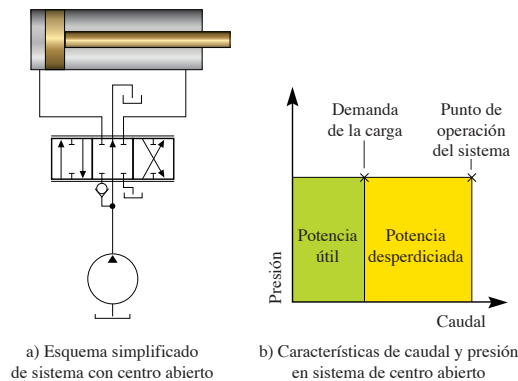 Demanda
de la carga
Punto de
operación
del sistema
Potencia
útil
Potencia
desperdiciada
Presión
Caudal
a) Esquema simplificado
de sistema con centro abierto
b) Características de caudal y presión
en sistema de centro abierto